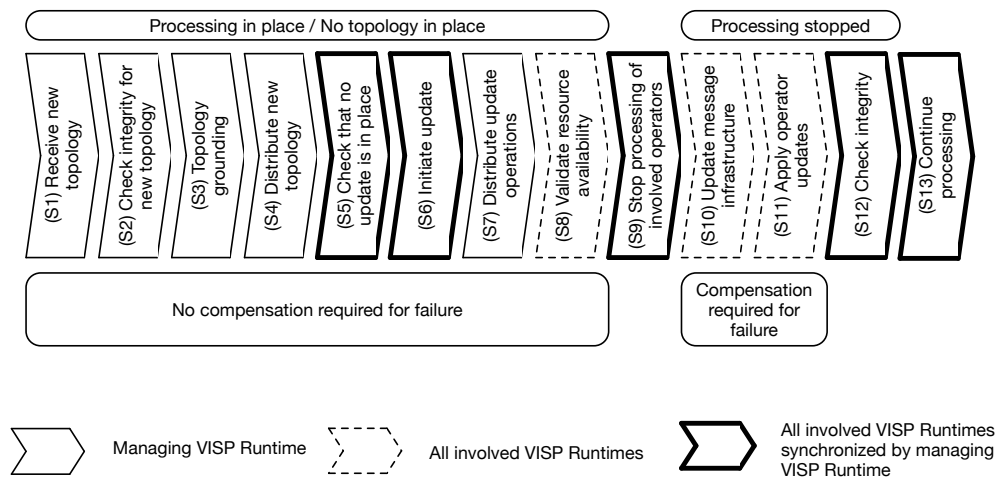 Processing in place / No topology in place
Processing stopped
(S1) Receive new
topology
(S2) Check integrity for
new topology
(S3) Topology
grounding
(S4) Distribute new
topology
(S5) Check that no
update is in place
(S6) Initiate update
(S7) Distribute update
operations
(S8) Validate resource
availability
(S9) Stop processing of
involved operators
(S10) Update message
infrastructure
(S11) Apply operator
updates
(S12) Check integrity
(S13) Continue
processing
No compensation required for failure
Compensation
required for
failure
Managing VISP Runtime
All involved VISP Runtimes
All involved VISP Runtimes
synchronized by managing
VISP Runtime